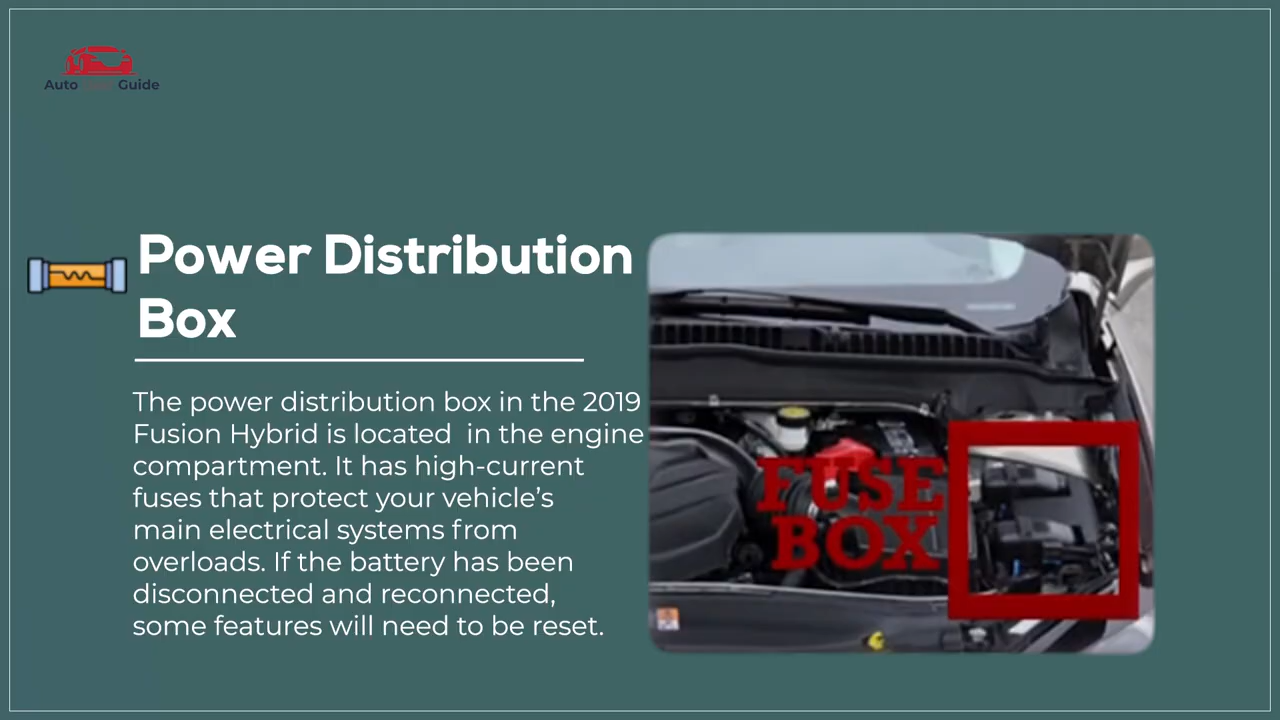 Auto Guide
Power Distribution
Box
The power distribution box in the 2019
Fusion Hybrid is located  in the engine
compartment. It has high-current
fuses that protect your vehicle’s
main electrical systems from
overloads. If the battery has been
disconnected and reconnected,
some features will need to be reset.
FUSE
BOX